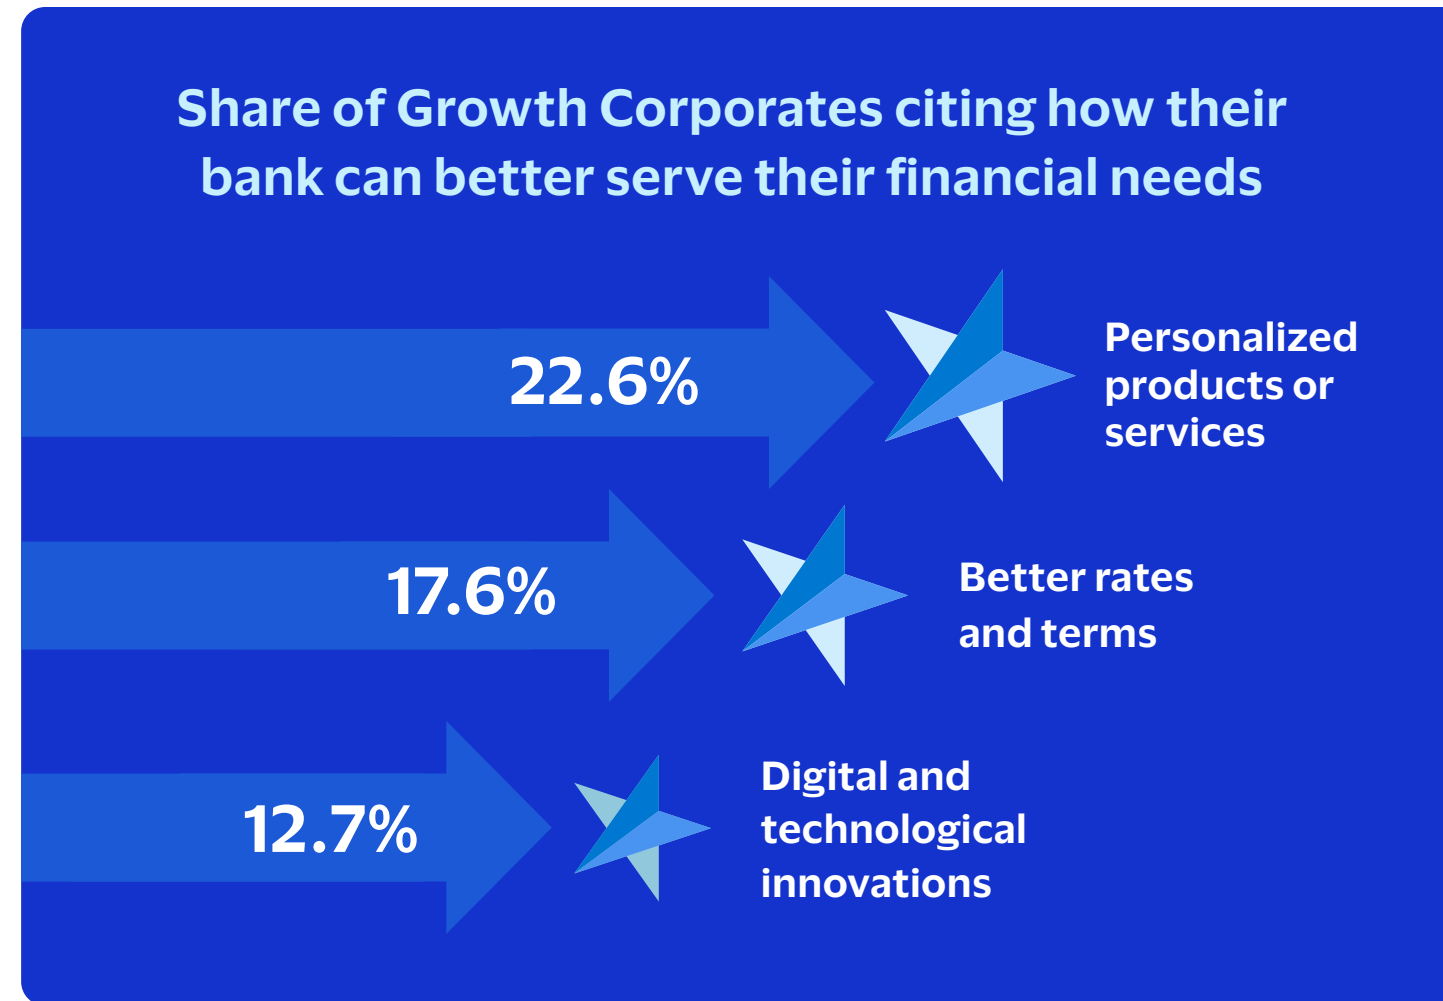 Share of Growth Corporates citing how their
bank can better serve their financial needs
22.6%
Personalized
products or
services
17.6%
Better rates
and terms
12.7%
Digital and
technological
innovations